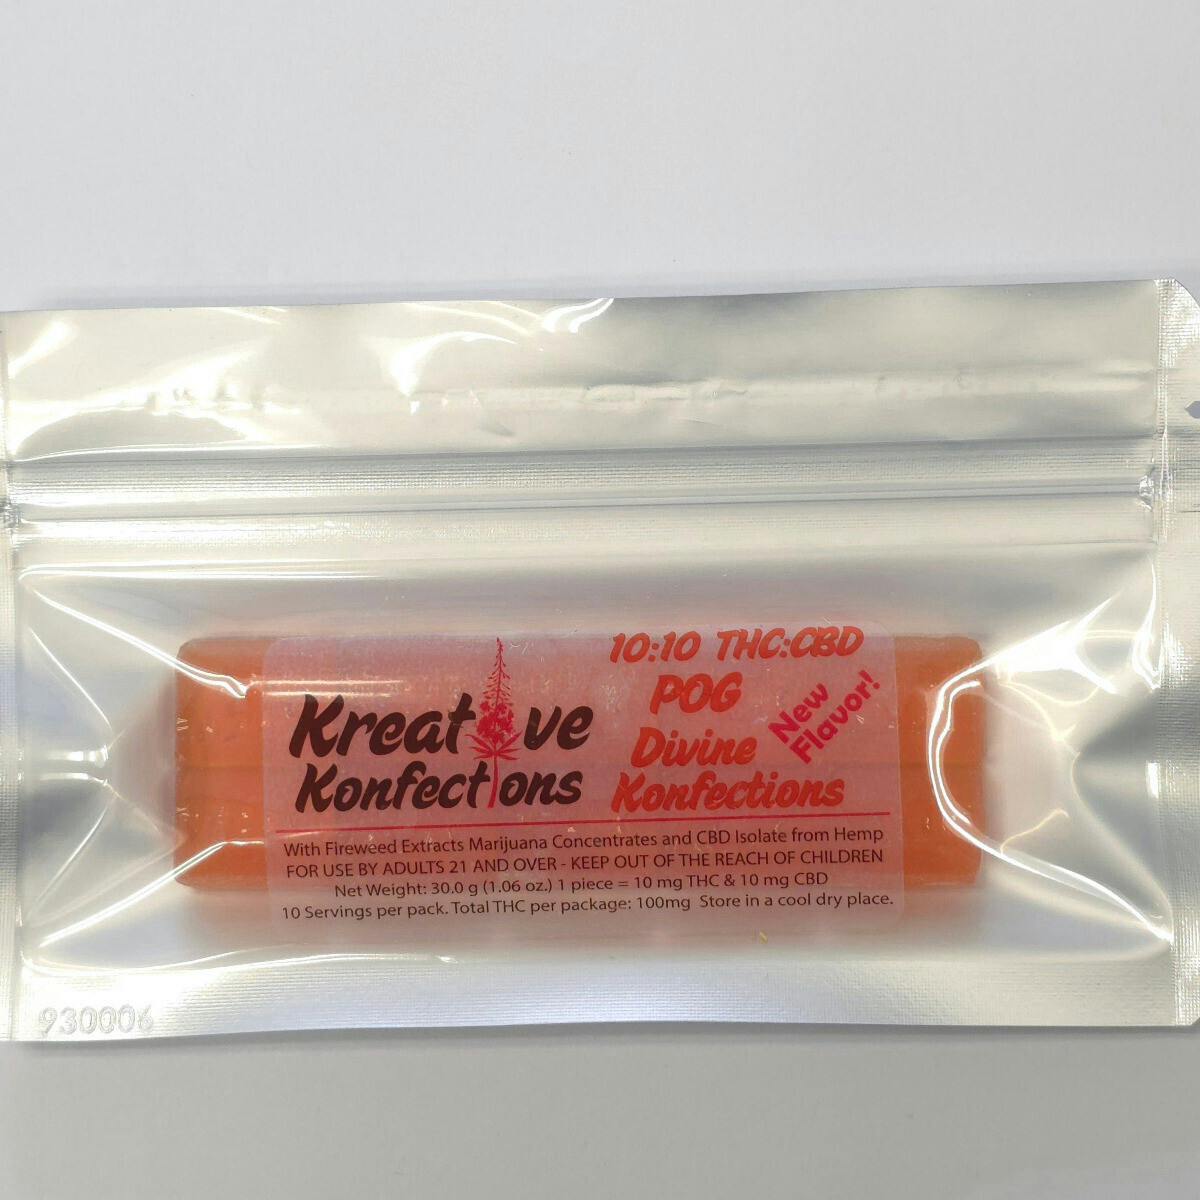 Kreative
Konfections
10:10 THC:CBD
POG
Divine
Konfections
New
Flavor!
With Fireweed Extracts Marijuana Concentrates and CBD Isolate from Hemp
FOR USE BY ADULTS 21 AND OVER - KEEP OUT OF THE REACH OF CHILDREN
Net Weight: 30.0 g (1.06 oz.) 1 piece = 10 mg THC & 10 mg CBD
10 Servings per pack. Total THC per package: 100mg Store in a cool dry place.
930006